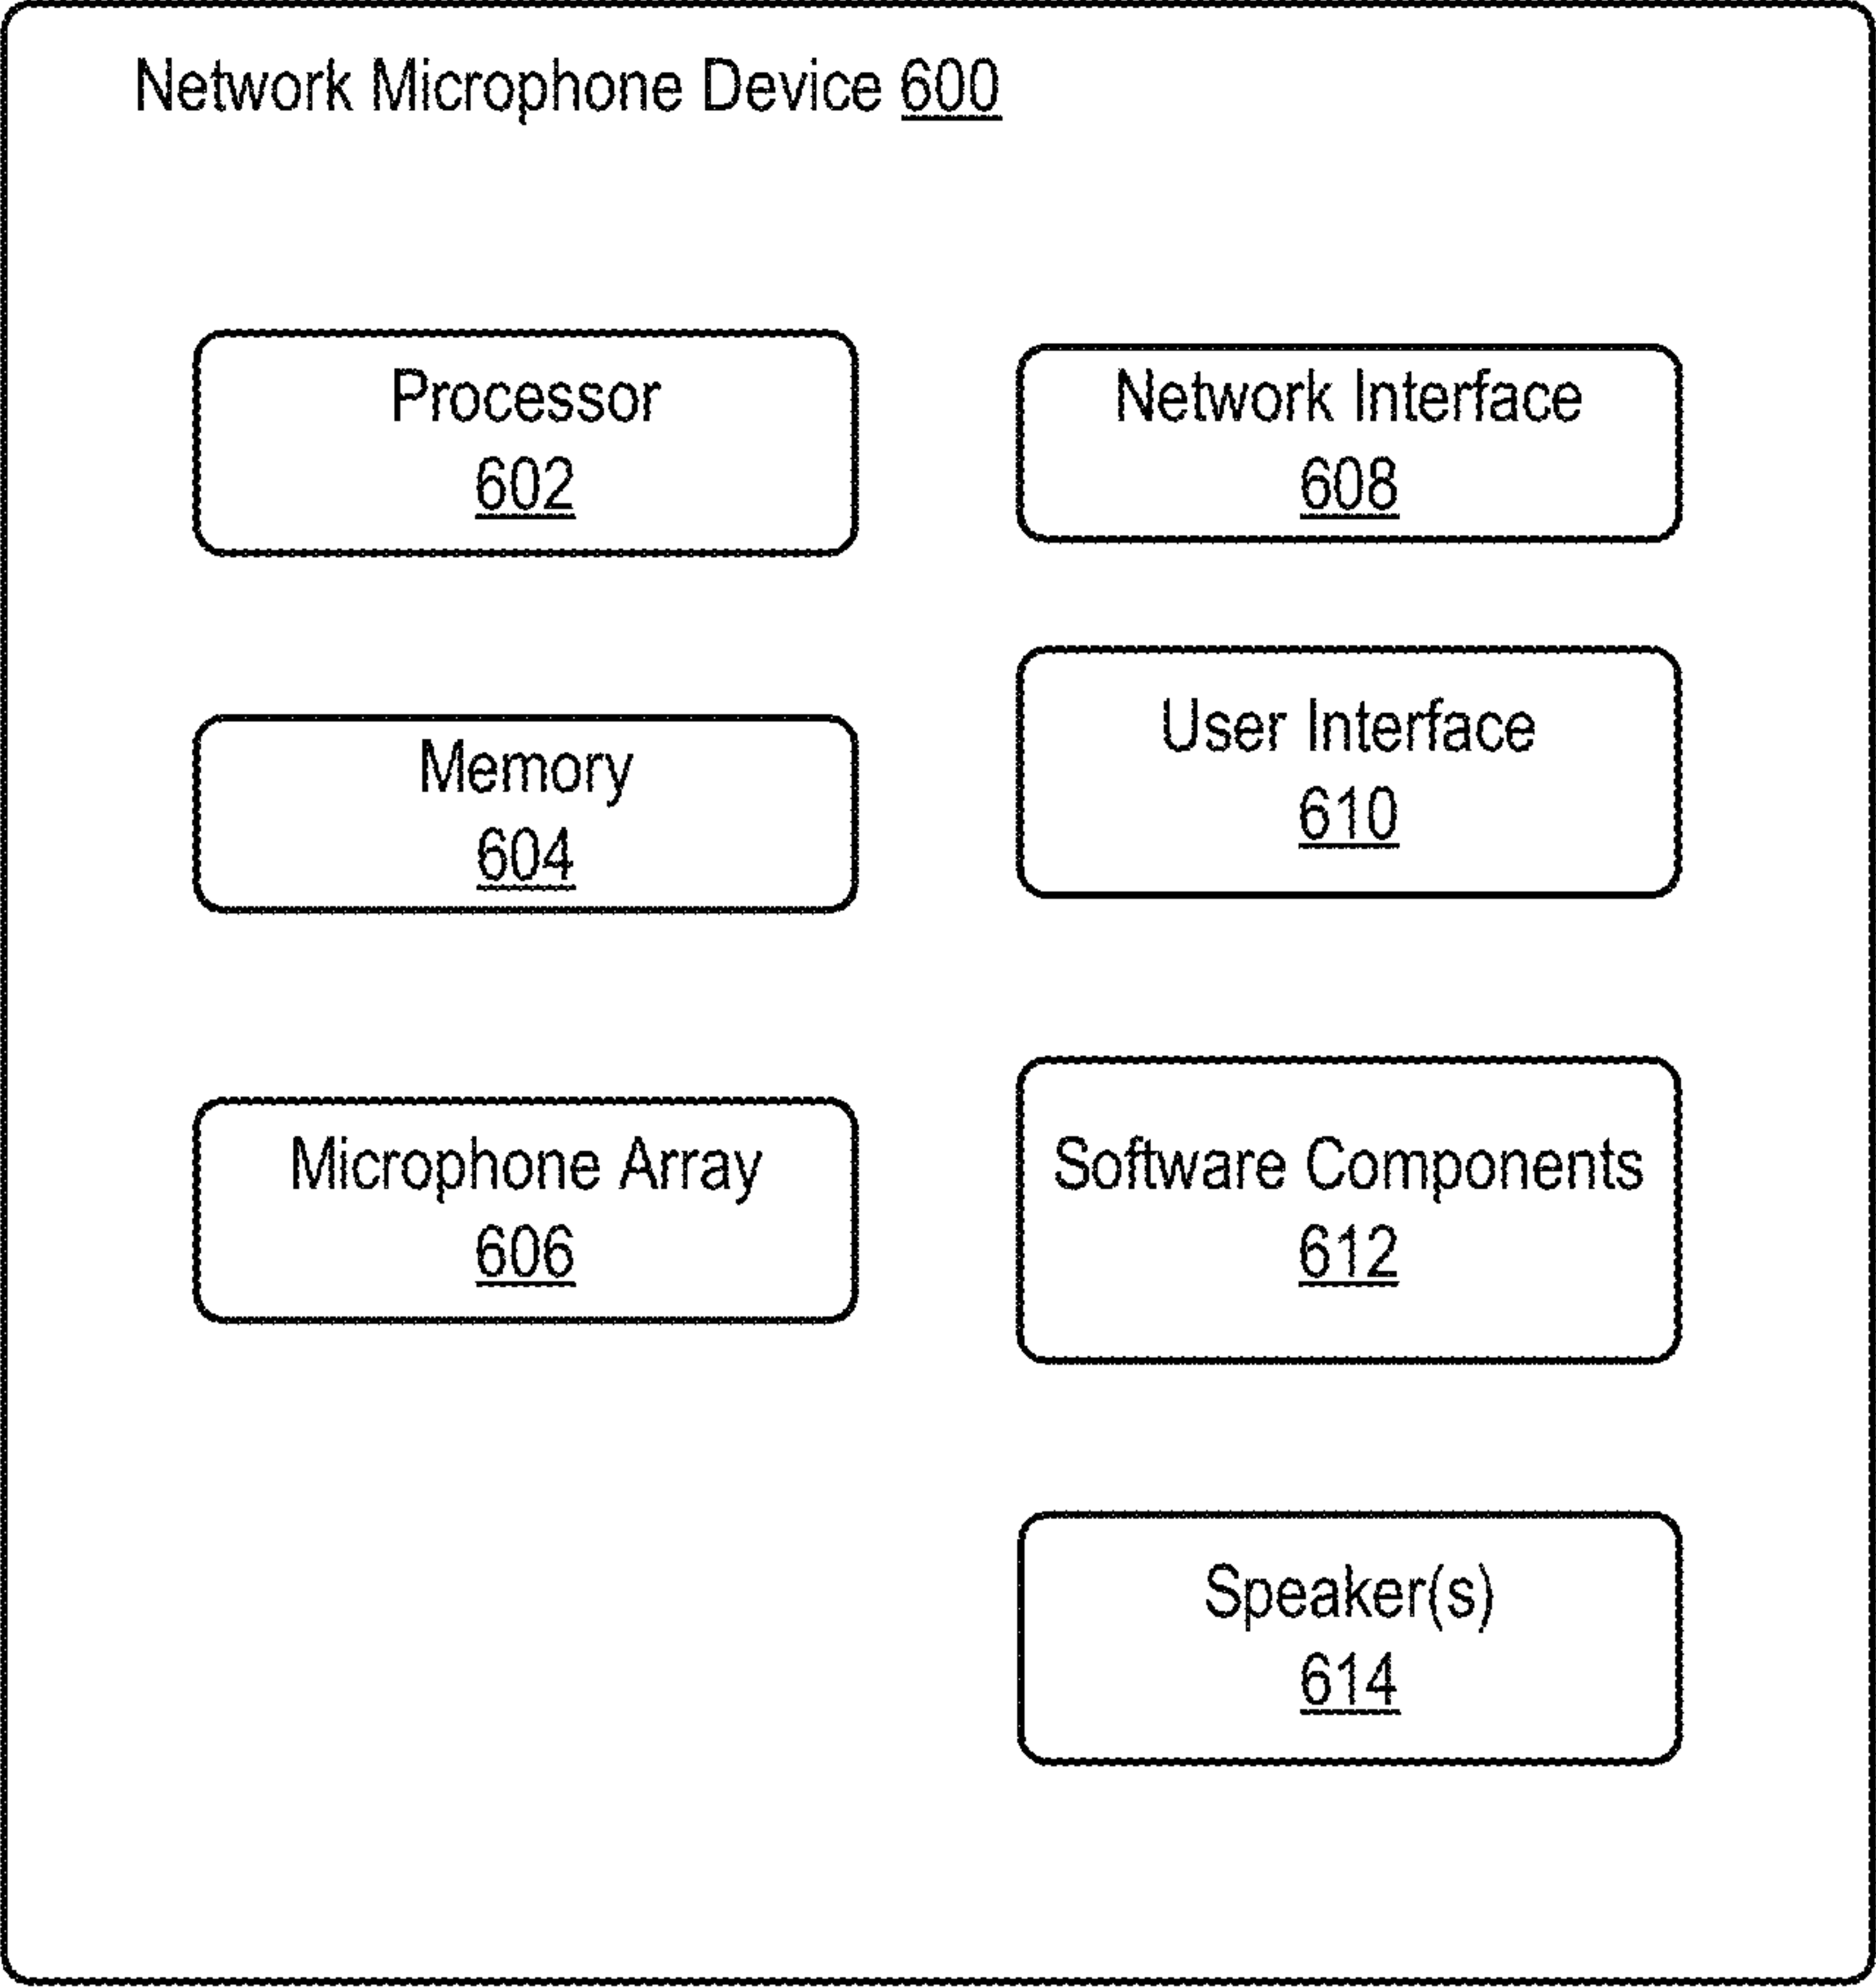 Network Microphone Device 600
Processor
602
Memory
604
Microphone Array
606
Network Interface
608
User Interface
610
Software Components
612
Speaker(s)
614